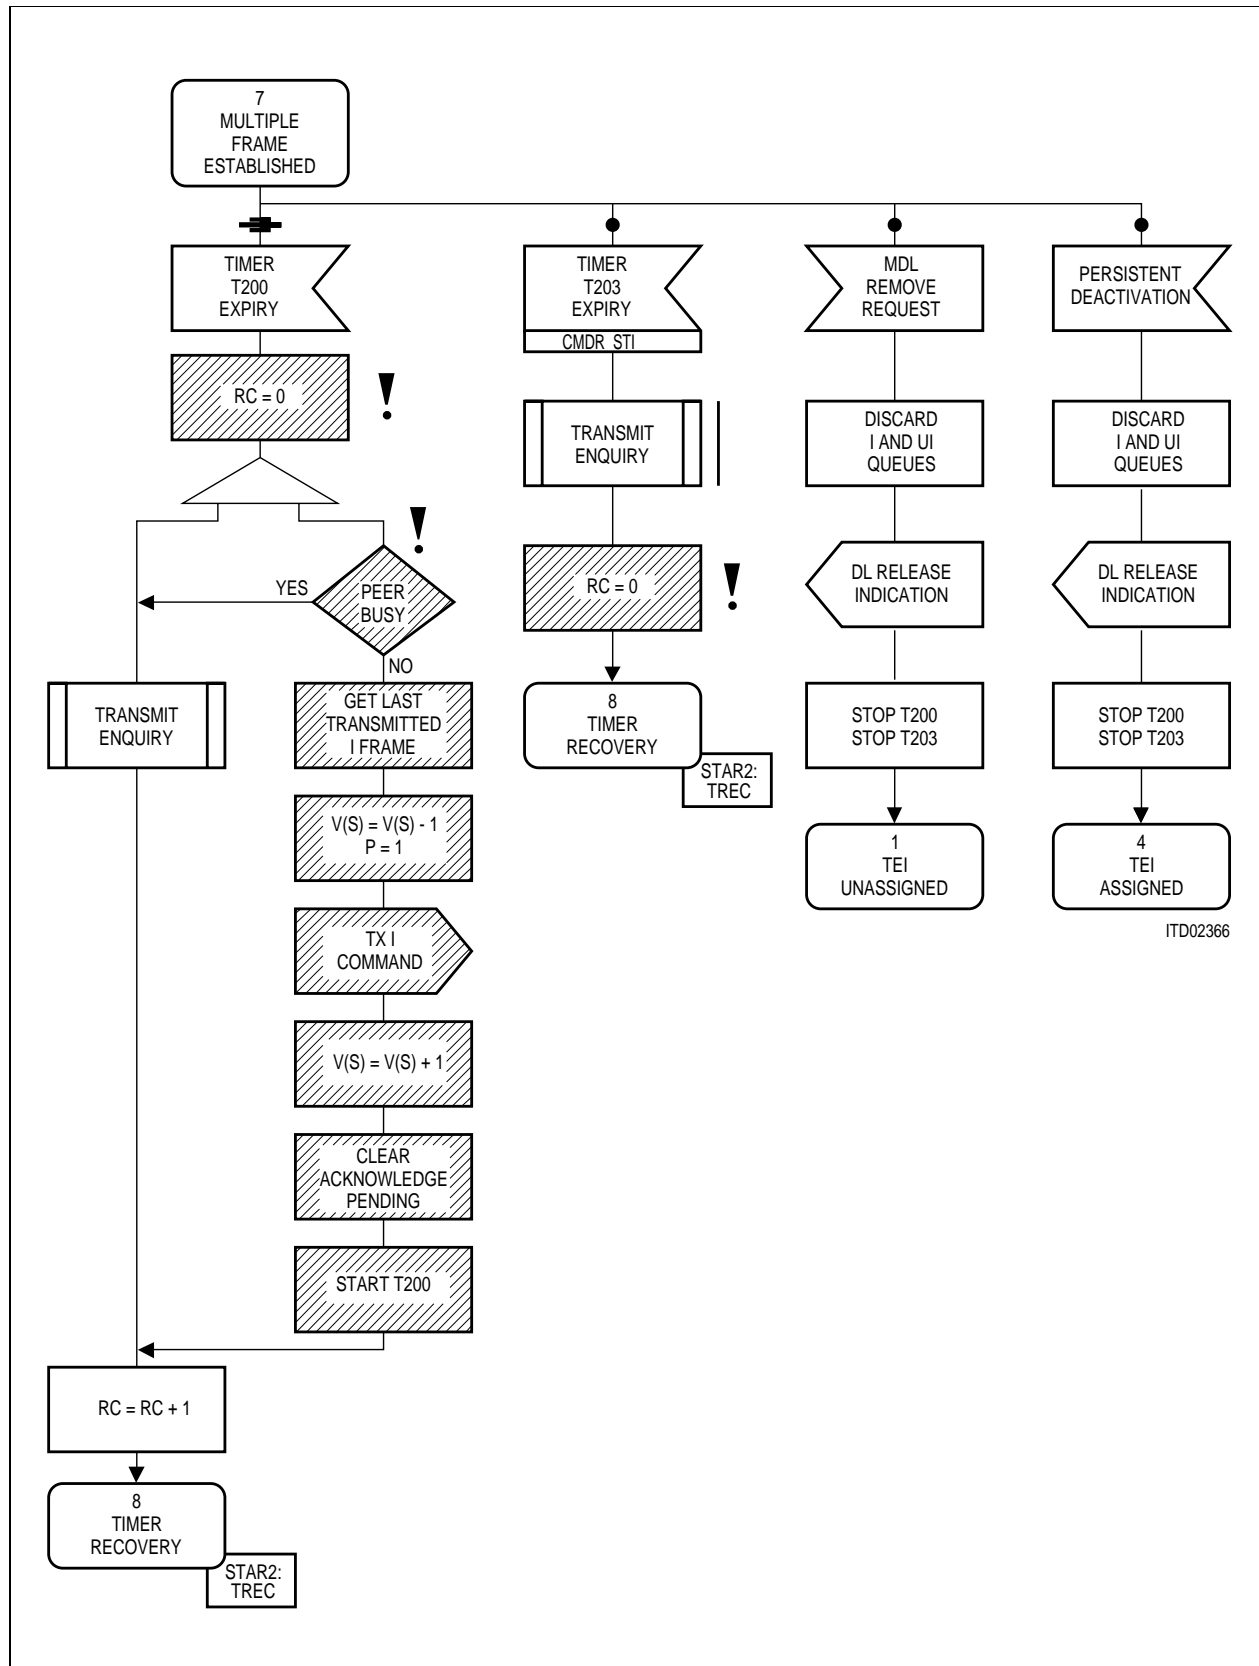 7
MULTIPLE
FRAME
ESTABLISHED
TIMER
T200
EXPIRY
RC = 0
!
!
YES
PEER
BUSY
NO
TRANSMIT
ENQUIRY
GET LAST
TRANSMITTED
I FRAME
V(S) = V(S) - 1
P = 1
TX I
COMMAND
V(S) = V(S) + 1
CLEAR
ACKNOWLEDGE
PENDING
START T200
RC = RC + 1
8
TIMER
RECOVERY
STAR2:
TREC
TIMER
T203
EXPIRY
CMDR STI
TRANSMIT
ENQUIRY
RC = 0
!
8
TIMER
RECOVERY
STAR2:
TREC
MDL
REMOVE
REQUEST
DISCARD
I AND UI
QUEUES
DL RELEASE
INDICATION
STOP T200
STOP T203
1
TEI
UNASSIGNED
PERSISTENT
DEACTIVATION
DISCARD
I AND UI
QUEUES
DL RELEASE
INDICATION
STOP T200
STOP T203
4
TEI
ASSIGNED
ITD02366